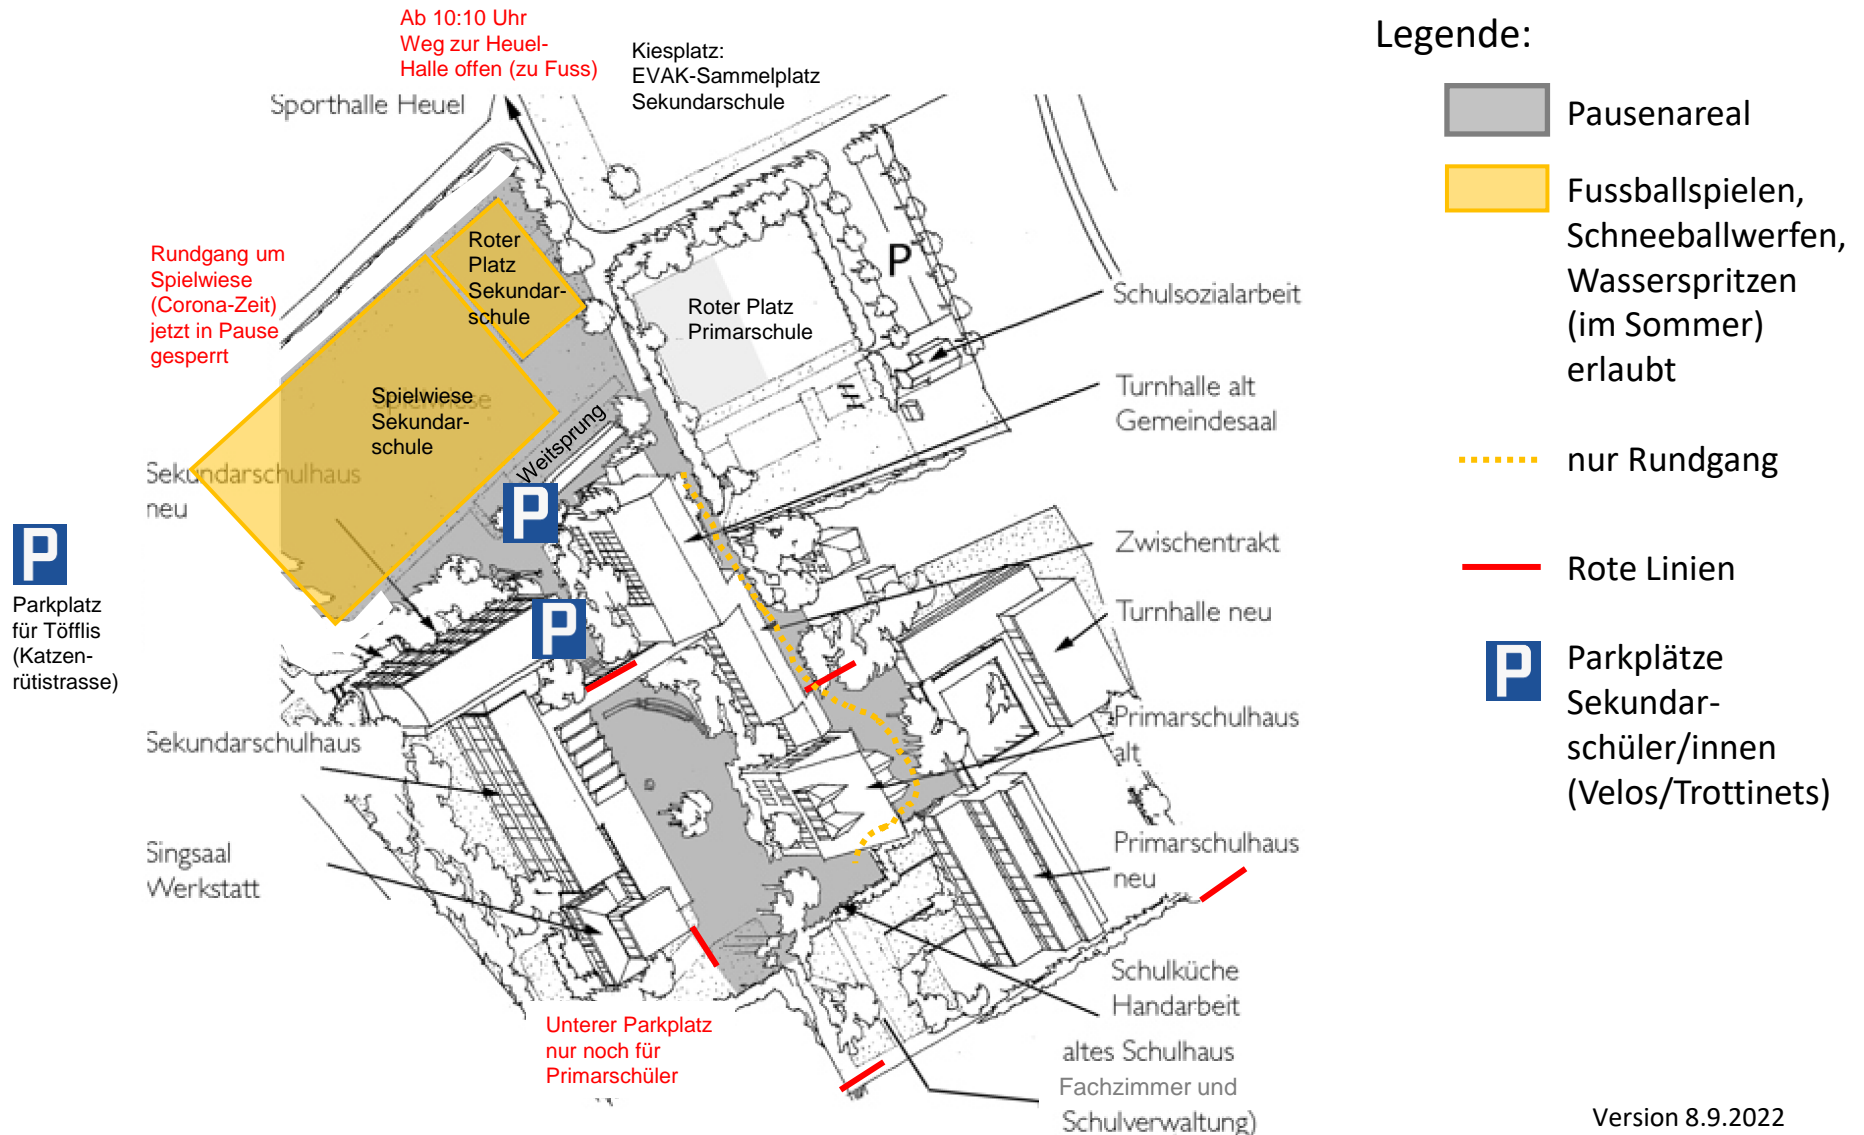 Ab 10:10 Uhr
Weg zur Heuel-
Halle offen (zu Fuss)
Kiesplatz:
EVAK-Sammelplatz
Sekundarschule
Sporthalle Heuel
Rundgang um
Spielwiese
(Corona-Zeit)
jetzt in Pause
gesperrt
Roter
Platz
Sekundar-
schule
Roter Platz
Primarschule
P
Spielwiese
Sekundar-
schule
Spielwiese
Weitsprung
Sekundarschulhaus
neu
P
P
P
Parkplatz
für Töfflis
(Katzen-
rütistrasse)
Sekundarschulhaus
Singsaal
Werkstatt
Unterer Parkplatz
nur noch für
Primarschüler
Schulsozialarbeit
Turnhalle alt
Gemeindesaal
Zwischentrakt
Turnhalle neu
Primarschulhaus
alt
Primarschulhaus
neu
Schulküche
Handarbeit
altes Schulhaus
Fachzimmer und
Schulverwaltung)
Legende:
Pausenareal
Fussballspielen,
Schneeballwerfen,
Wasserspritzen
(im Sommer)
erlaubt
nur Rundgang
Rote Linien
P
Parkplätze
Sekundar-
schüler/innen
(Velos/Trottinets)
Version 8.9.2022